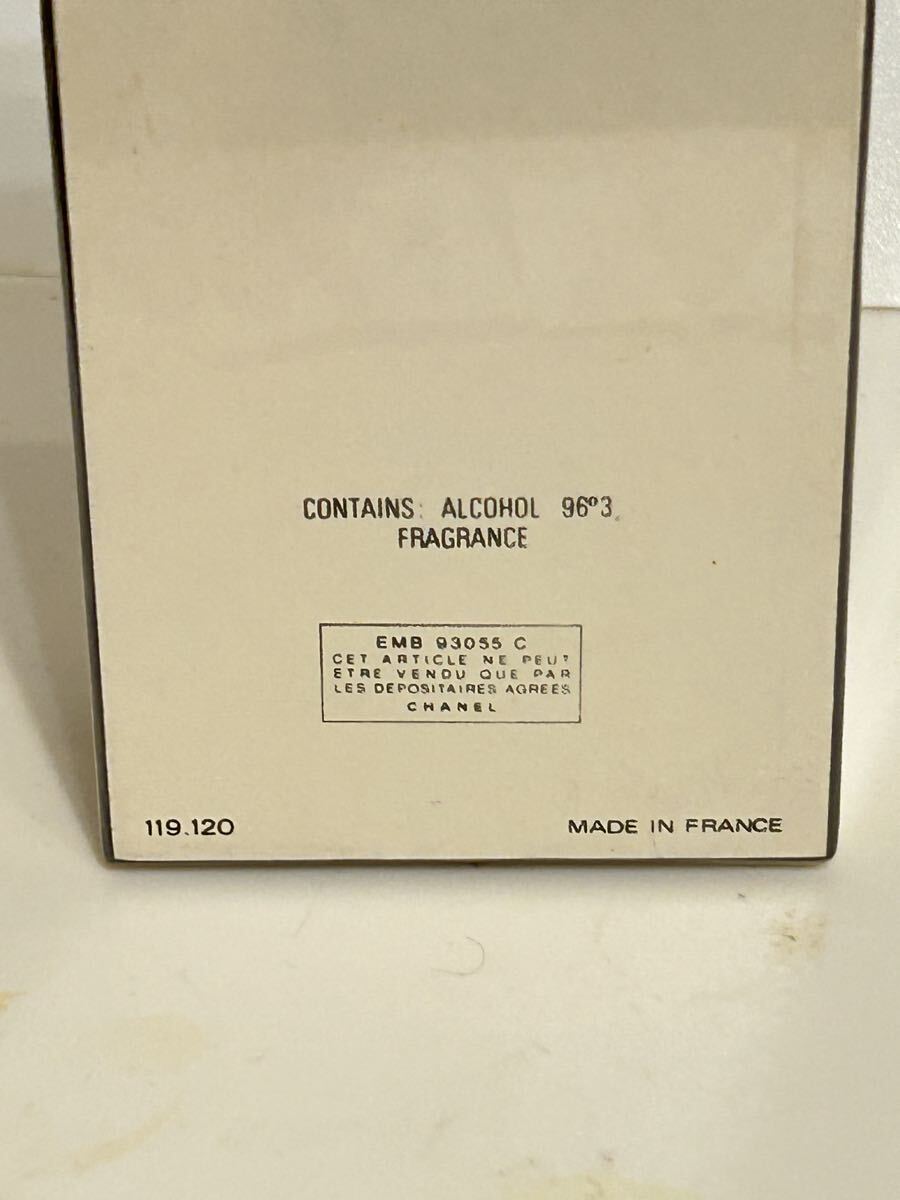 CONTAINS: ALCOHOL 96°3
FRAGRANCE
EMB 93055 C
CET ARTICLE NE PEUT
ETRE VENDU QUE PAR
LES DEPOSITAIRES AGREES
CHANEL
119.120
MADE IN FRANCE